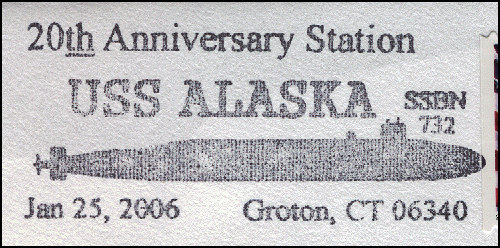 20th Anniversary Station
USS ALASKA
SSBN
732
Jan 25, 2006
Groton, CT 06340